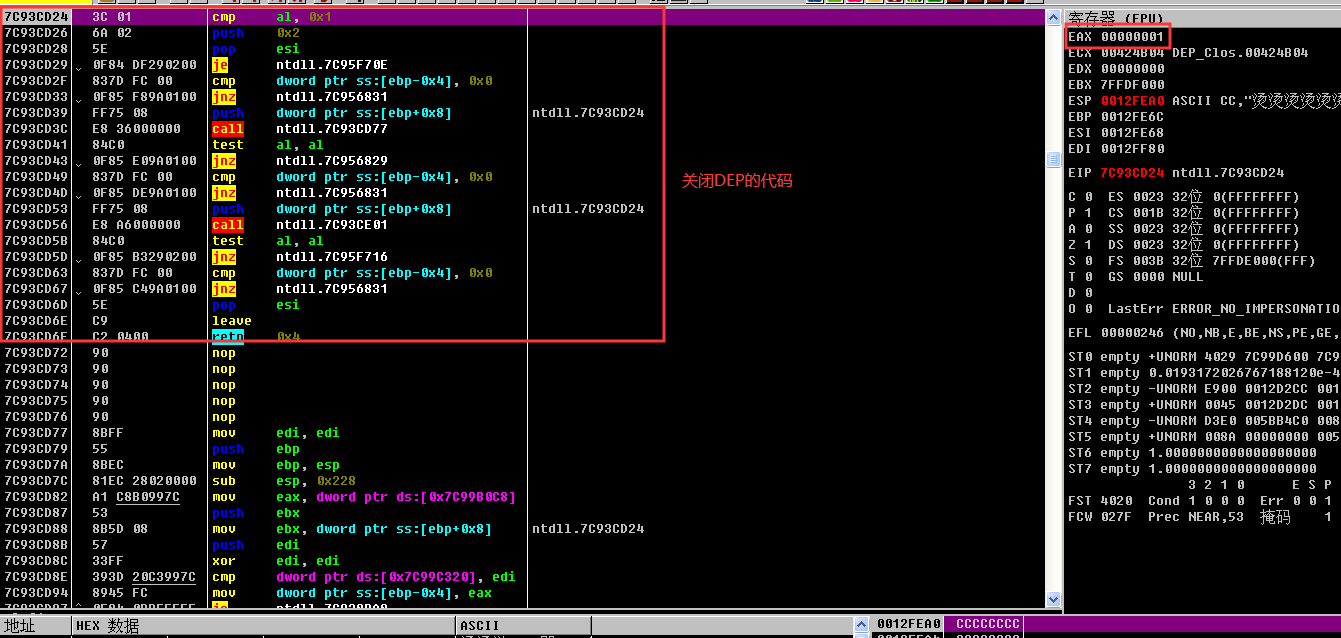 7C93CD24 3C 01 cmp al, 0x1
7C93CD26 6A 02 push 0x2
7C93CD28 5E pop esi
7C93CD29 0F84 DF290200 je ntdll.7C95F70E
7C93CD2F 837D FC 00 cmp dword ptr ss:[ebp-0x4], 0x0
7C93CD33 0F85 F89A0100 jnz ntdll.7C956831
7C93CD39 FF75 08 push dword ptr ss:[ebp+0x8] ntdll.7C93CD24
7C93CD3C E8 36000000 call ntdll.7C93CD77
7C93CD41 84C0 test al, al
7C93CD43 0F85 E09A0100 jnz ntdll.7C956829
7C93CD49 837D FC 00 cmp dword ptr ss:[ebp-0x4], 0x0
7C93CD4D 0F85 DE9A0100 jnz ntdll.7C956831
7C93CD53 FF75 08 push dword ptr ss:[ebp+0x8] ntdll.7C93CD24
7C93CD56 E8 A6000000 call ntdll.7C93CE01
7C93CD5B 84C0 test al, al
7C93CD5D 0F85 B3290200 jnz ntdll.7C95F716
7C93CD63 837D FC 00 cmp dword ptr ss:[ebp-0x4], 0x0
7C93CD67 0F85 C49A0100 jnz ntdll.7C956831
7C93CD6D 5E pop esi
7C93CD6E C9 leave
7C93CD6F C2 0400 retn 0x4
7C93CD72 90 nop
7C93CD73 90 nop
7C93CD74 90 nop
7C93CD75 90 nop
7C93CD76 90 nop
7C93CD77 8BFF mov edi, edi
7C93CD79 55 push ebp
7C93CD7A 8BEC mov ebp, esp
7C93CD7C 81EC 28020000 sub esp, 0x228
7C93CD82 A1 C8B0997C mov eax, dword ptr ds:[0x7C99B0C8]
7C93CD87 53 push ebx
7C93CD88 8B5D 08 mov ebx, dword ptr ss:[ebp+0x8] ntdll.7C93CD24
7C93CD8B 57 push edi
7C93CD8C 33FF xor edi, edi
7C93CD8E 393D 20C3997C cmp dword ptr ds:[0x7C99C320], edi
7C93CD94 8945 FC mov dword ptr ss:[ebp-0x4], eax
关闭DEP的代码
寄存器 (FPU)
EAX 00000001
ECX 00424B04 DEP_Clos.00424B04
EDX 00000000
EBX 7FFDF000
ESP 0012FEA0 ASCII CC,"烫烫烫烫烫
EBP 0012FE6C
ESI 0012FE68
EDI 0012FF80
EIP 7C93CD24 ntdll.7C93CD24
C 0 ES 0023 32位 0(FFFFFFFF)
P 1 CS 001B 32位 0(FFFFFFFF)
A 0 SS 0023 32位 0(FFFFFFFF)
Z 1 DS 0023 32位 0(FFFFFFFF)
S 0 FS 003B 32位 7FFDE000(FFF)
T 0 GS 0000 NULL
D 0
O 0 LastErr ERROR_NO_IMPERSONATIO
EFL 00000246 (NO,NB,E,BE,NS,PE,GE,
ST0 empty +UNORM 4029 7C99D600 7C9
ST1 empty 0.0193172026767188120e-4
ST2 empty -UNORM E900 0012D2CC 001
ST3 empty +UNORM 0045 0012D2DC 001
ST4 empty -UNORM D3E0 005BB4C0 008
ST5 empty +UNORM 008A 00000000 005
ST6 empty 1.0000000000000000000
ST7 empty 1.0000000000000000000
3 2 1 0 E S P
FST 4020 Cond 1 0 0 0 Err 0 0 1
FCW 027F Prec NEAR,53 掩码 1
地址 HEX 数据 ASCII
0012FEA0 CCCCCCCC